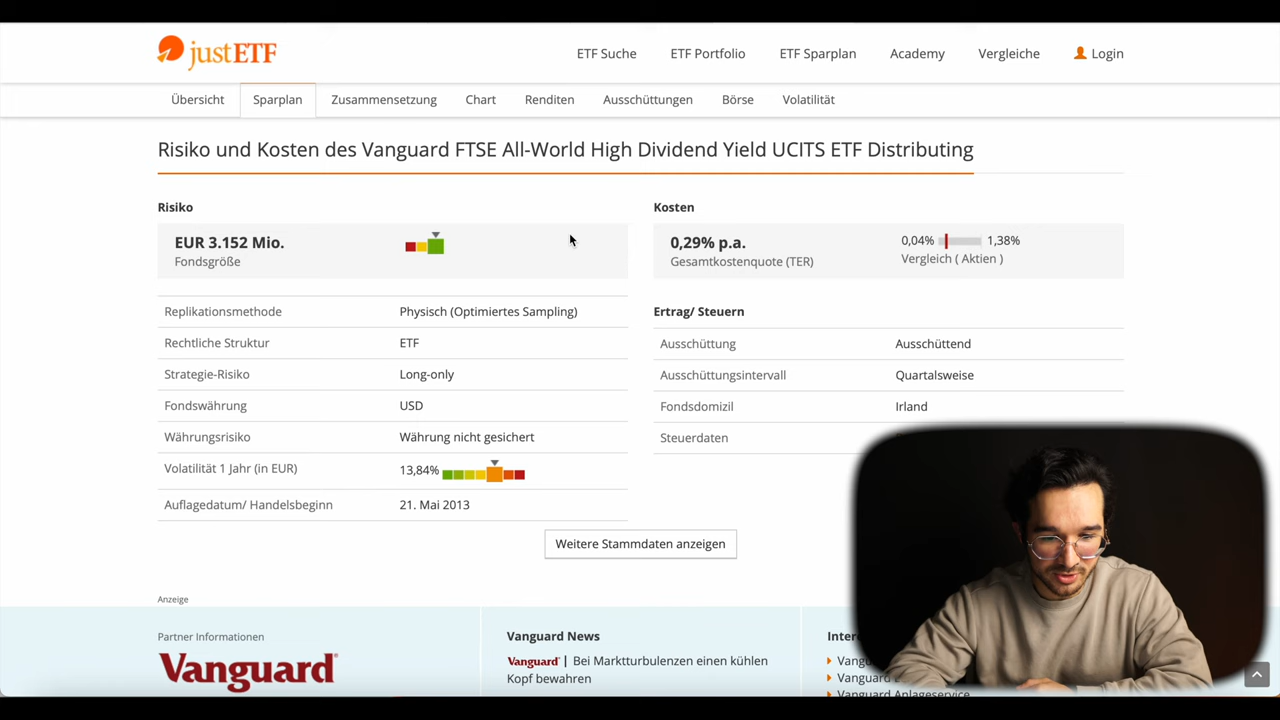 justETF
ETF Suche
ETF Portfolio
ETF Sparplan
Academy
Vergleiche
Login
Übersicht
Sparplan
Zusammensetzung
Chart
Renditen
Ausschüttungen
Börse
Volatilität
Risiko und Kosten des Vanguard FTSE All-World High Dividend Yield UCITS ETF Distributing
Risiko
EUR 3.152 Mio.
Fondsgröße
Replikationsmethode Physisch (Optimiertes Sampling)
Rechtliche Struktur ETF
Strategie-Risiko Long-only
Fondswährung USD
Währungsrisiko Währung nicht gesichert
Volatilität 1 Jahr (in EUR) 13,84%
Auflagedatum/ Handelsbeginn 21. Mai 2013
Kosten
0,29% p.a.
Gesamtkostenquote (TER)
0,04% 1,38%
Vergleich ( Aktien )
Ertrag/ Steuern
Ausschüttung Ausschüttend
Ausschüttungsintervall Quartalsweise
Fondsdomizil Irland
Steuerdaten
Weitere Stammdaten anzeigen
Anzeige
Partner Informationen
Vanguard
Vanguard News
Vanguard | Bei Marktturbulenzen einen kühlen
Kopf bewahren